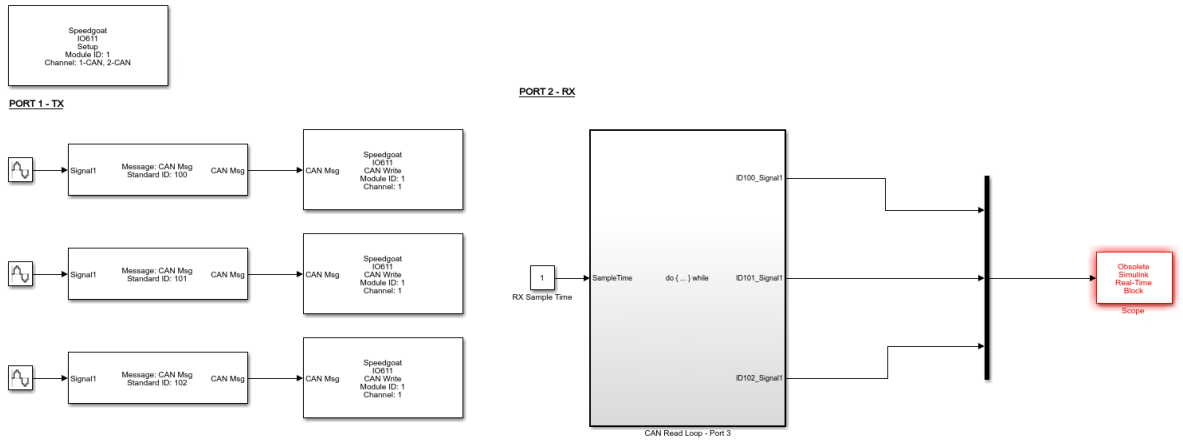 Speedgoat
IO611
Setup
Module ID: 1
Channel: 1-CAN, 2-CAN
PORT 1 - TX
Signal1
Message: CAN Msg
Standard ID: 100
CAN Msg
CAN Msg
Speedgoat
IO611
CAN Write
Module ID: 1
Channel: 1
Signal1
Message: CAN Msg
Standard ID: 101
CAN Msg
CAN Msg
Speedgoat
IO611
CAN Write
Module ID: 1
Channel: 1
Signal1
Message: CAN Msg
Standard ID: 102
CAN Msg
CAN Msg
Speedgoat
IO611
CAN Write
Module ID: 1
Channel: 1
PORT 2 - RX
1
RX Sample Time
SampleTime
do { ... } while
ID100_Signal1
ID101_Signal1
ID102_Signal1
CAN Read Loop - Port 3
Obsolete
Simulink
Real-Time
Block
Scope